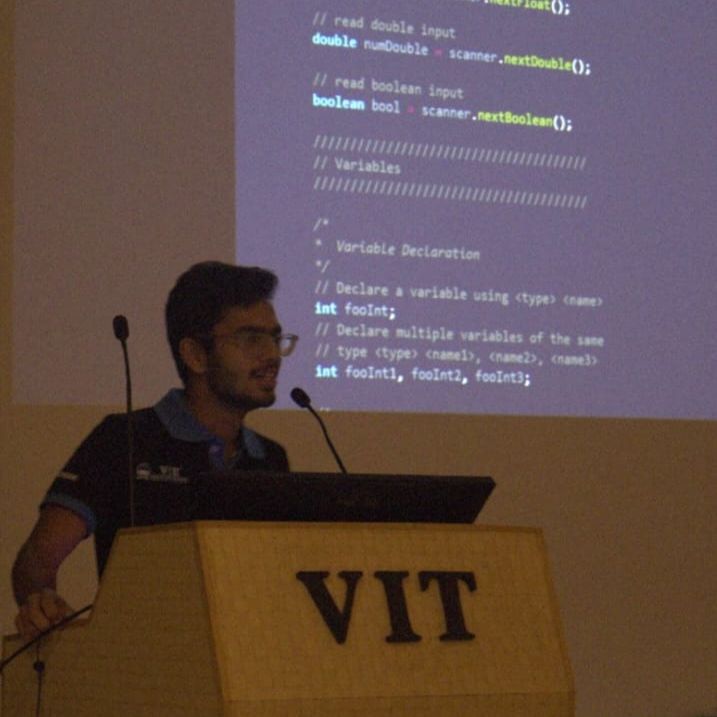 .nextFloat();
// read double input
double numDouble = scanner.nextDouble();
// read boolean input
boolean bool = scanner.nextBoolean();
///////////////////////////////////////
// Variables
///////////////////////////////////////
/*
* Variable Declaration
*/
// Declare a variable using <type> <name>
int fooInt;
// Declare multiple variables of the same
// type <type> <name1>, <name2>, <name3>
int fooInt1, fooInt2, fooInt3;
VIT
VIT